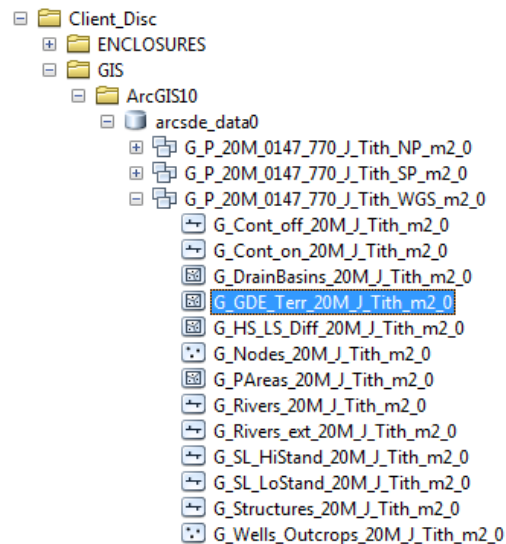 Client_Disc
ENCLOSURES
GIS
ArcGIS10
arcsde_data0
G_P_20M_0147_770_J_Tith_NP_m2_0
G_P_20M_0147_770_J_Tith_SP_m2_0
G_P_20M_0147_770_J_Tith_WGS_m2_0
G_Cont_off_20M_J_Tith_m2_0
G_Cont_on_20M_J_Tith_m2_0
G_DrainBasins_20M_J_Tith_m2_0
G_GDE_Terr_20M_J_Tith_m2_0
G_HS_LS_Diff_20M_J_Tith_m2_0
G_Nodes_20M_J_Tith_m2_0
G_PAreas_20M_J_Tith_m2_0
G_Rivers_20M_J_Tith_m2_0
G_Rivers_ext_20M_J_Tith_m2_0
G_SL_HiStand_20M_J_Tith_m2_0
G_SL_LoStand_20M_J_Tith_m2_0
G_Structures_20M_J_Tith_m2_0
G_Wells_Outcrops_20M_J_Tith_m2_0